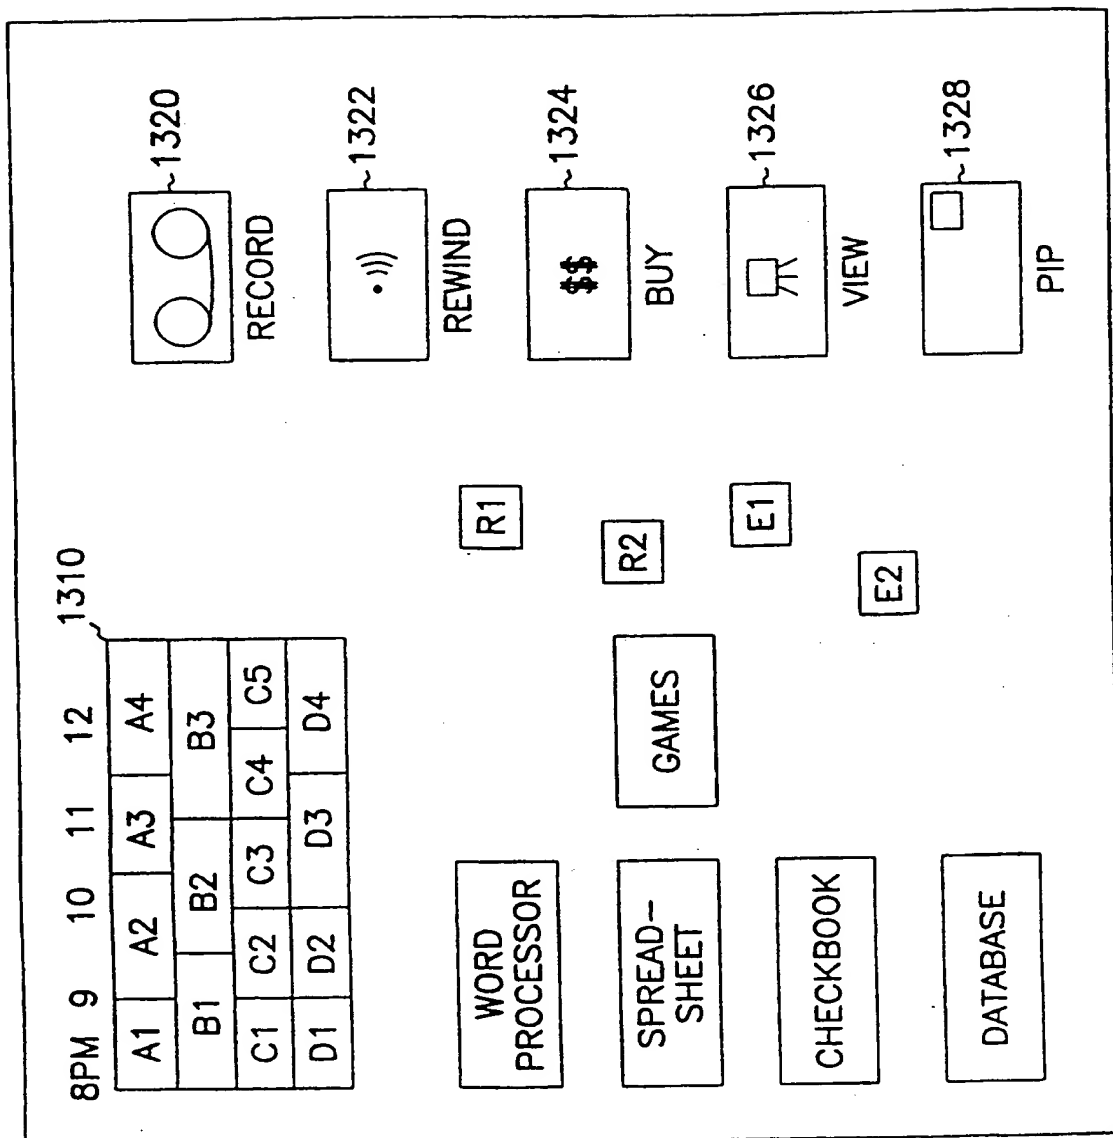 1310
8PM 9 10 11 12
A1 A2 A3 A4
B1 B2 B3
C1 C2 C3 C4 C5
D1 D2 D3 D4
1320
RECORD
1322
REWIND
$$
1324
BUY
1326
VIEW
1328
PIP
R1
R2
E1
E2
GAMES
WORD
PROCESSOR
SPREAD-
SHEET
CHECKBOOK
DATABASE